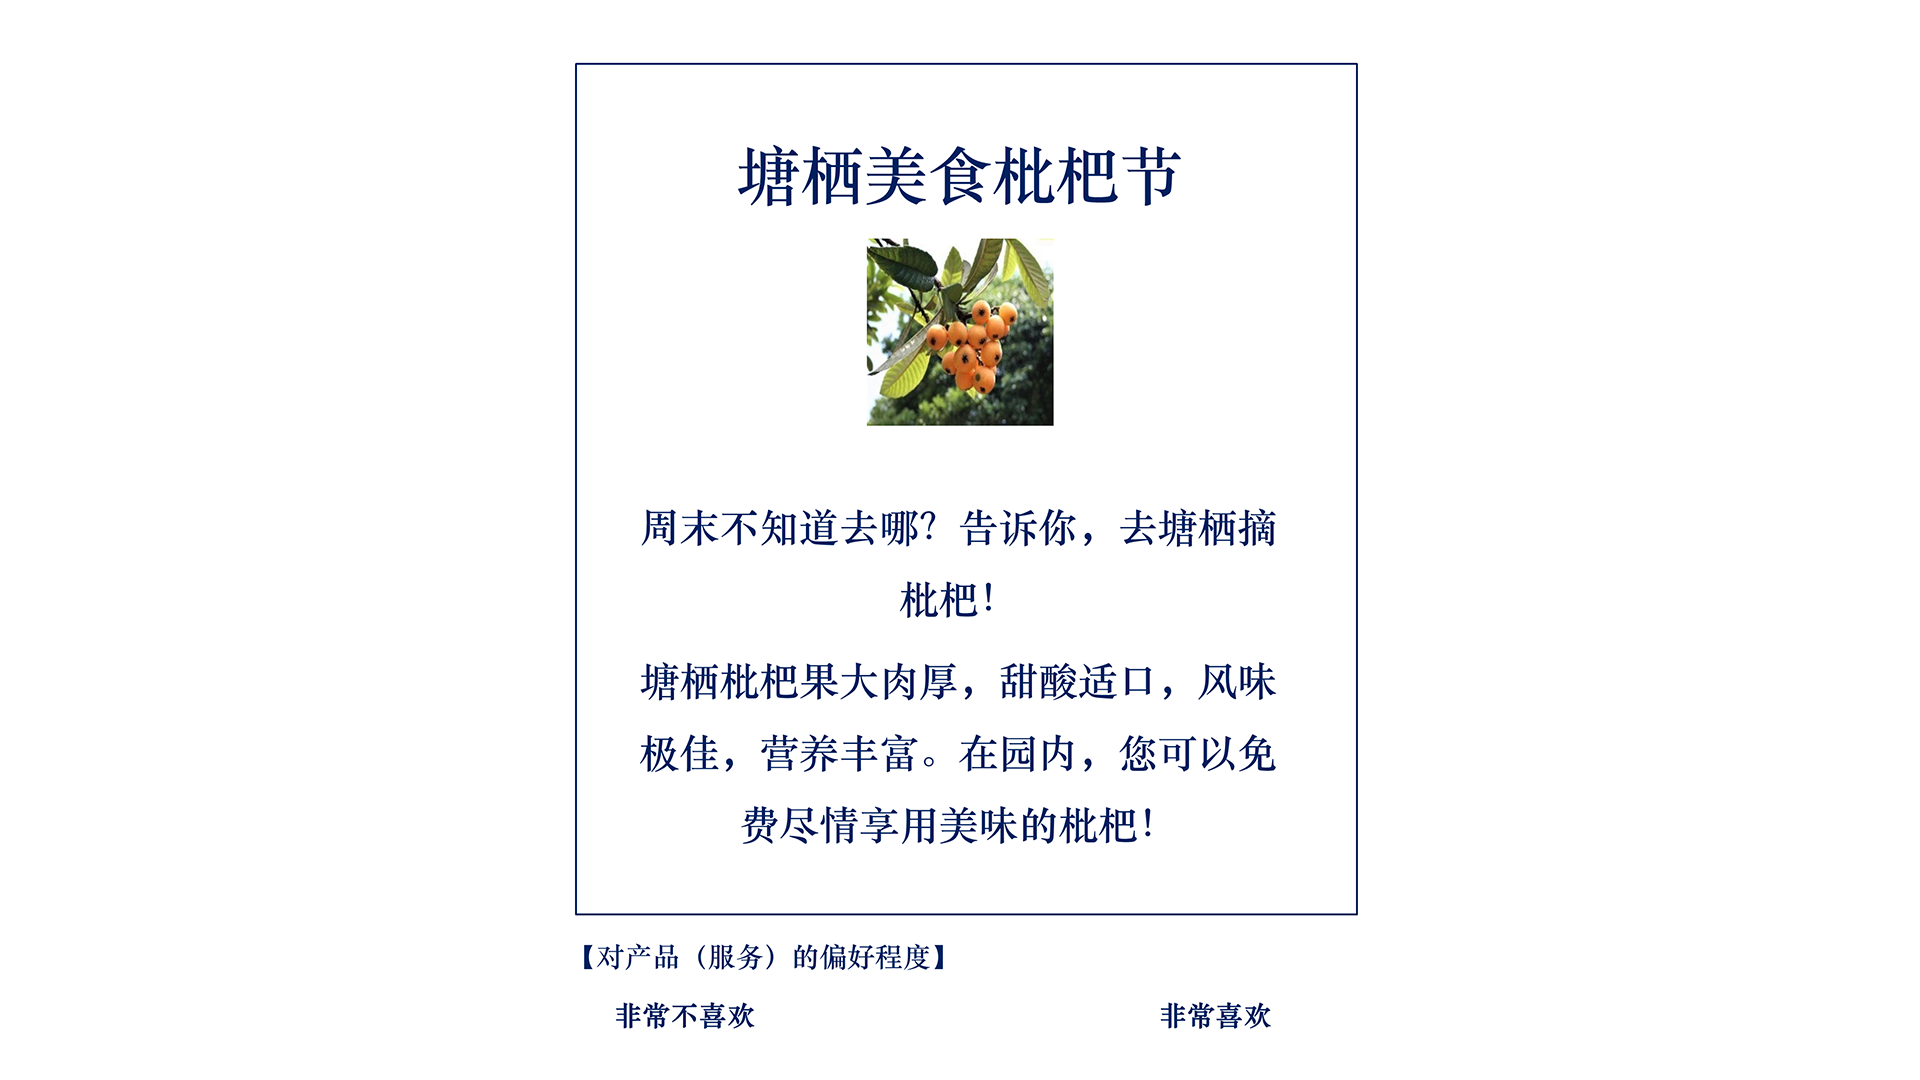 塘栖美食枇杷节
周末不知道去哪？告诉你，去塘栖摘
枇杷！
塘栖枇杷果大肉厚，甜酸适口，风味
极佳，营养丰富。在园内，您可以免
费尽情享用美味的枇杷！
【对产品（服务）的偏好程度】
非常不喜欢 非常喜欢